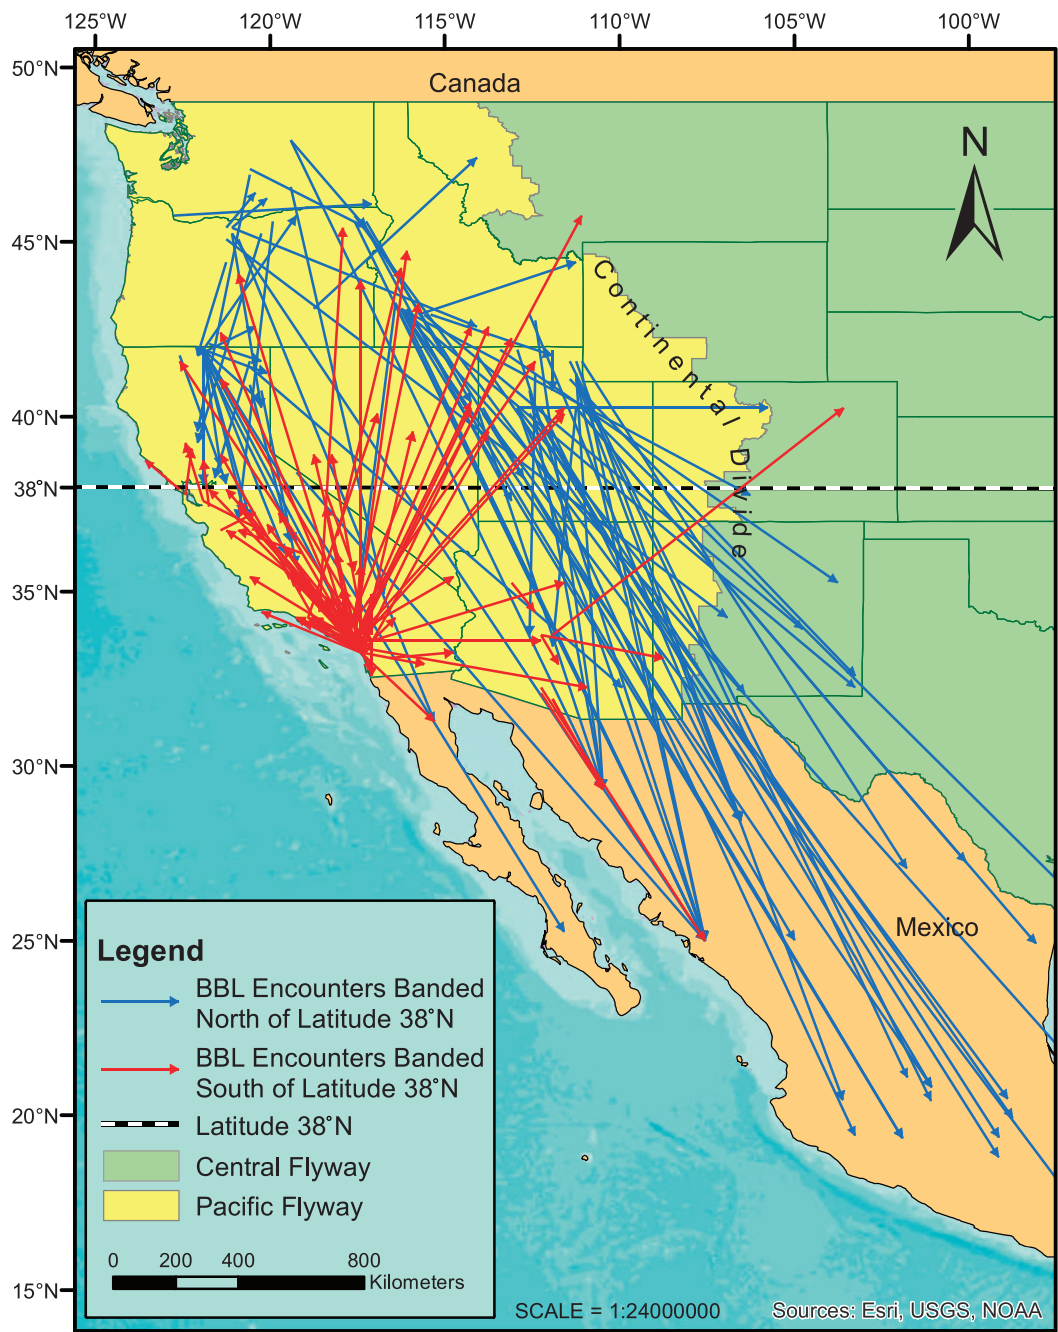 125°W 120°W 115°W 110°W 105°W 100°W
50°N
Canada
N
45°N
Continental Divide
40°N
38°N
35°N
30°N
25°N
Mexico
20°N
15°N
Legend
BBL Encounters Banded
North of Latitude 38°N
BBL Encounters Banded
South of Latitude 38°N
Latitude 38°N
Central Flyway
Pacific Flyway
0 200 400 800
Kilometers
SCALE = 1:24000000
Sources: Esri, USGS, NOAA